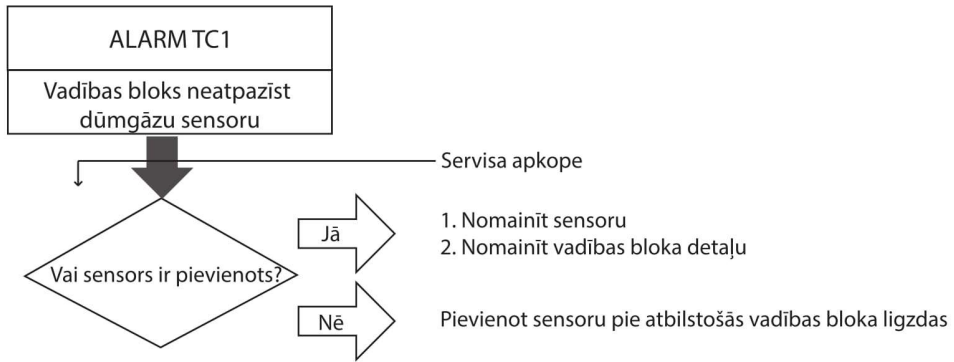 ALARM TC1
Vadības bloks neatpazīst
dūmgāzu sensoru
Servisa apkope
Vai sensors ir pievienots?
Jā
1. Nomainīt sensoru
2. Nomainīt vadības bloka detaļu
Nē
Pievienot sensoru pie atbilstošās vadības bloka ligzdas